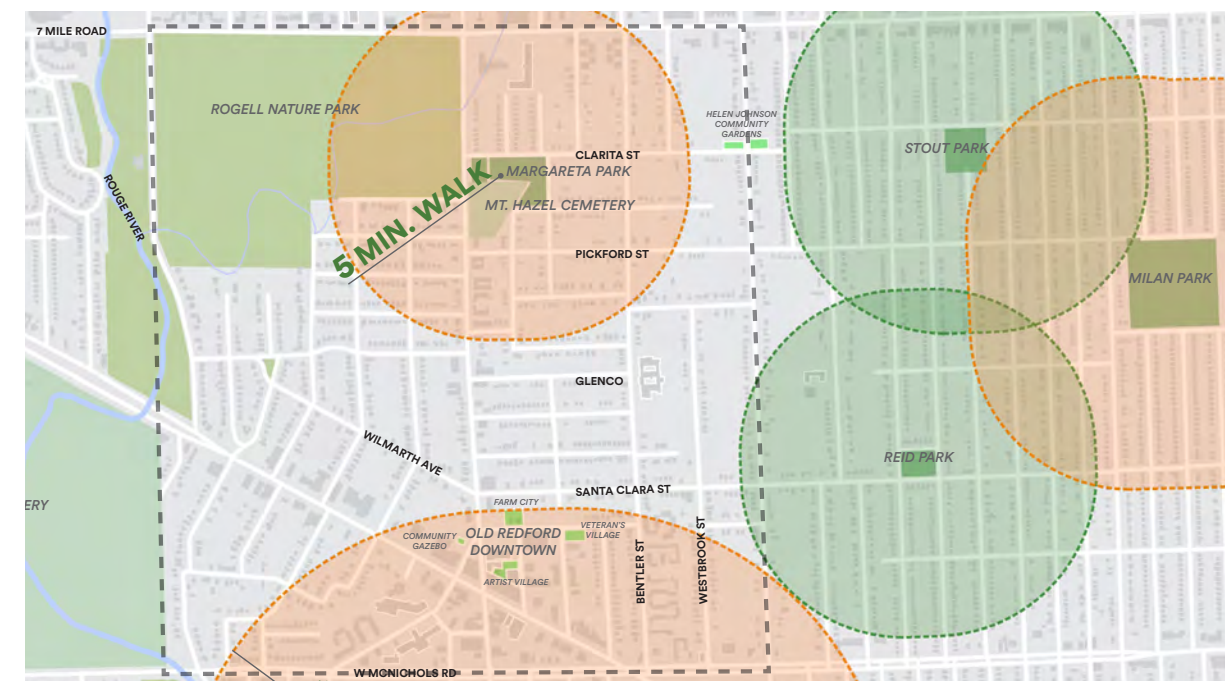 7 MILE ROAD
ROGELL NATURE PARK
HELEN JOHNSON
COMMUNITY
GARDENS
STOUT PARK
CLARITA ST
MARGARETA PARK
MT. HAZEL CEMETERY
5 MIN. WALK
ROUGE RIVER
PICKFORD ST
MILAN PARK
GLENCO
WILMARTH AVE
REID PARK
SANTA CLARA ST
ERY
FARM CITY
COMMUNITY
GAZEBO
OLD REDFORD
DOWNTOWN
VETERAN'S
VILLAGE
BENTLER ST
WESTBROOK ST
ARTIST VILLAGE
W MCNICHOLS RD